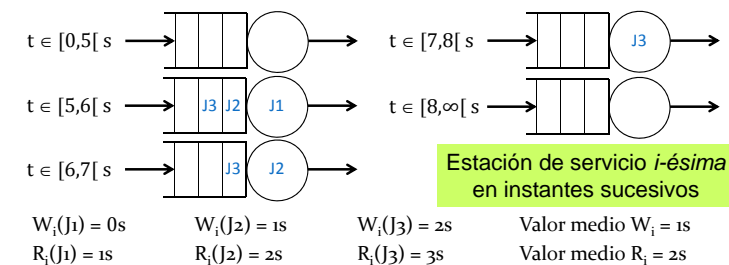 t ∈ [0,5[ s
t ∈ [7,8[ s
J3
t ∈ [5,6[ s
J3 J2 J1
t ∈ [8,∞[ s
t ∈ [6,7[ s
J3 J2
Estación de servicio i-ésima
en instantes sucesivos
Wᵢ(J1) = 0s Wᵢ(J2) = 1s Wᵢ(J3) = 2s Valor medio Wᵢ = 1s
Rᵢ(J1) = 1s Rᵢ(J2) = 2s Rᵢ(J3) = 3s Valor medio Rᵢ = 2s